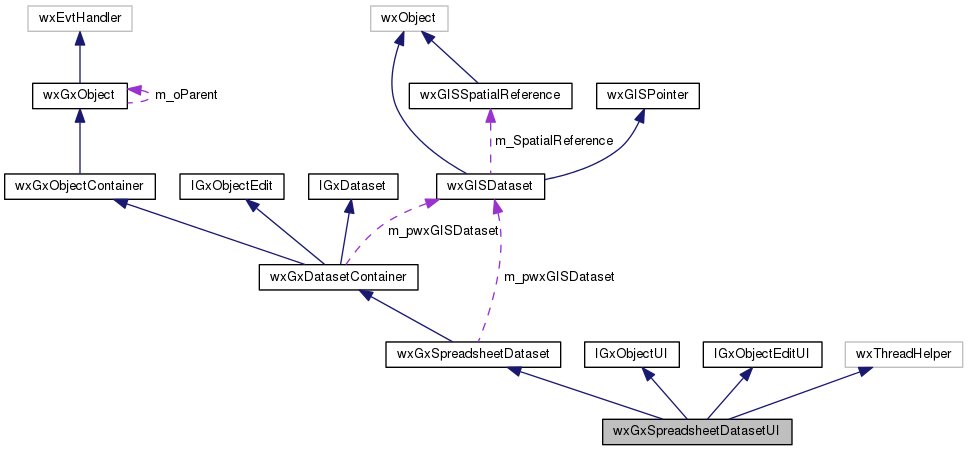 wxEvtHandler
wxObject
wxGxObject
m_oParent
wxGISSpatialReference
wxGISPointer
m_SpatialReference
wxGxObjectContainer
IGxObjectEdit
IGxDataset
wxGISDataset
m_pwxGISDataset
wxGxDatasetContainer
m_pwxGISDataset
wxGxSpreadsheetDataset
IGxObjectUI
IGxObjectEditUI
wxThreadHelper
wxGxSpreadsheetDatasetUI